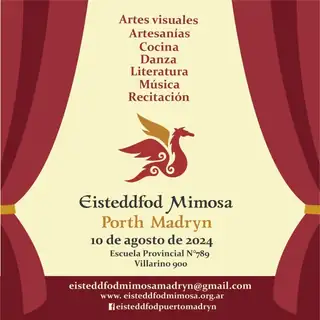 Artes visuales
Artesanías
Cocina
Danza
Literatura
Música
Recitación
Eisteddfod Mimosa
Porth Madryn
10 de agosto de 2024
Escuela Provincial N°789
Villarino 900
eisteddfodmimosamadryn@gmail.com
www. eisteddfodmimosa.org.ar
eisteddfodpuertomadryn